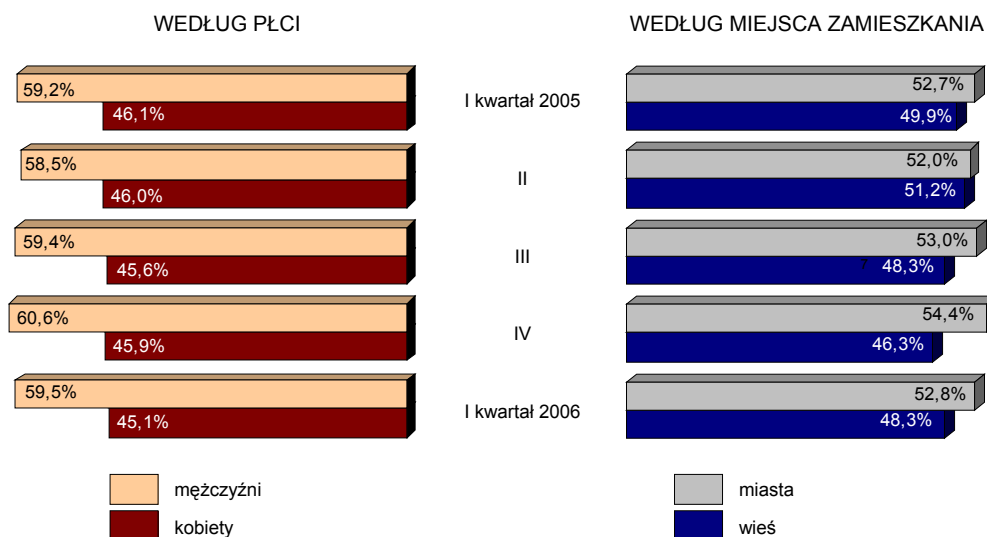 WEDŁUG PŁCI
WEDŁUG MIEJSCA ZAMIESZKANIA
59,2%
46,1%
I kwartał 2005
52,7%
49,9%
58,5%
46,0%
II
52,0%
51,2%
59,4%
45,6%
III
53,0%
48,3%
60,6%
45,9%
IV
54,4%
46,3%
59,5%
45,1%
I kwartał 2006
52,8%
48,3%
mężczyźni
kobiety
miasta
wieś